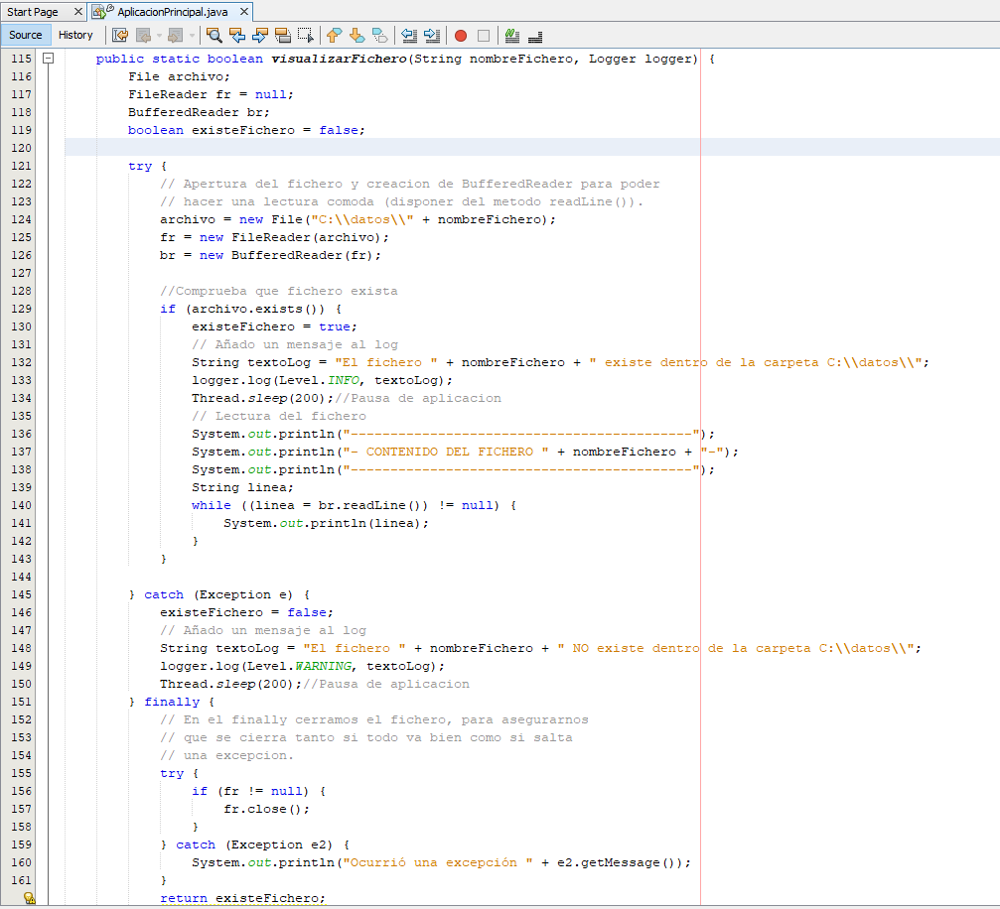 Start Page
AplicacionPrincipal.java
Source History
115 public static boolean visualizarFichero(String nombreFichero, Logger logger) {
116 File archivo;
117 FileReader fr = null;
118 BufferedReader br;
119 boolean existeFichero = false;
120
121 try {
122 // Apertura del fichero y creacion de BufferedReader para poder
123 // hacer una lectura comoda (disponer del metodo readLine()).
124 archivo = new File("C:\\datos\\" + nombreFichero);
125 fr = new FileReader(archivo);
126 br = new BufferedReader(fr);
127
128 //Comprueba que fichero exista
129 if (archivo.exists()) {
130 existeFichero = true;
131 // Añado un mensaje al log
132 String textoLog = "El fichero " + nombreFichero + " existe dentro de la carpeta C:\\datos\\";
133 logger.log(Level.INFO, textoLog);
134 Thread.sleep(200);//Pausa de aplicacion
135 // Lectura del fichero
136 System.out.println("-------------------------------------------");
137 System.out.println("- CONTENIDO DEL FICHERO " + nombreFichero + "-");
138 System.out.println("-------------------------------------------");
139 String linea;
140 while ((linea = br.readLine()) != null) {
141 System.out.println(linea);
142 }
143 }
144
145 } catch (Exception e) {
146 existeFichero = false;
147 // Añado un mensaje al log
148 String textoLog = "El fichero " + nombreFichero + " NO existe dentro de la carpeta C:\\datos\\";
149 logger.log(Level.WARNING, textoLog);
150 Thread.sleep(200);//Pausa de aplicacion
151 } finally {
152 // En el finally cerramos el fichero, para asegurarnos
153 // que se cierra tanto si todo va bien como si salta
154 // una excepcion.
155 try {
156 if (fr != null) {
157 fr.close();
158 }
159 } catch (Exception e2) {
160 System.out.println("Ocurrió una excepción " + e2.getMessage());
161 }
return existeFichero;